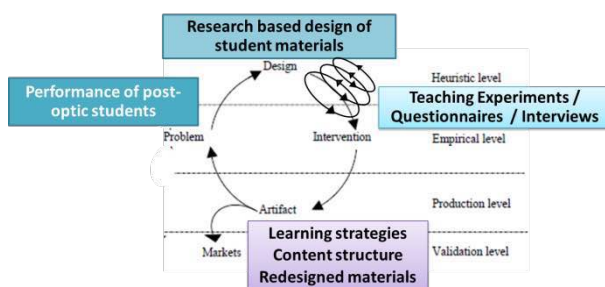 Research based design of
student materials
Design
Heuristic level
Performance of post-
optic students
Teaching Experiments /
Questionnaires / Interviews
Problem
Intervention
Empirical level
Artifact
Production level
Learning strategies
Content structure
Redesigned materials
Markets
Validation level